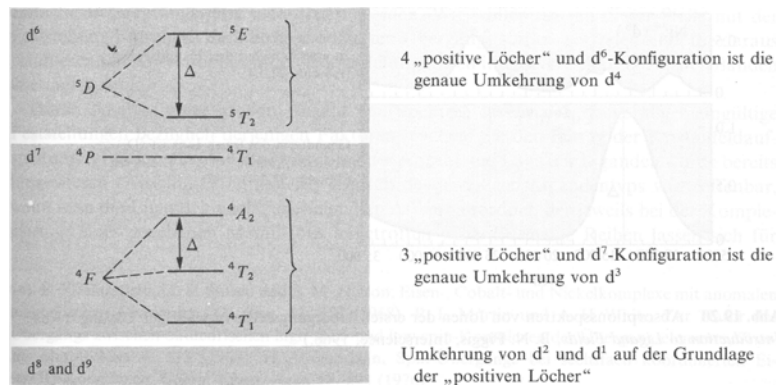 d⁶
⁵E
⁵D
Δ
⁵T₂
4 „positive Löcher“ und d⁶-Konfiguration ist die
genaue Umkehrung von d⁴
d⁷
⁴P
⁴T₁
⁴A₂
⁴F
Δ
⁴T₂
⁴T₁
3 „positive Löcher“ und d⁷-Konfiguration ist die
genaue Umkehrung von d³
d⁸ and d⁹
Umkehrung von d² und d¹ auf der Grundlage
der „positiven Löcher“